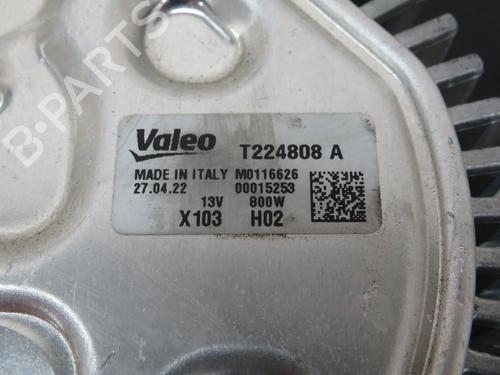 Valeo T224808 A
MADE IN ITALY M0116626
27.04.22 00015253
13V 800W
X103 H02
B-PARTS